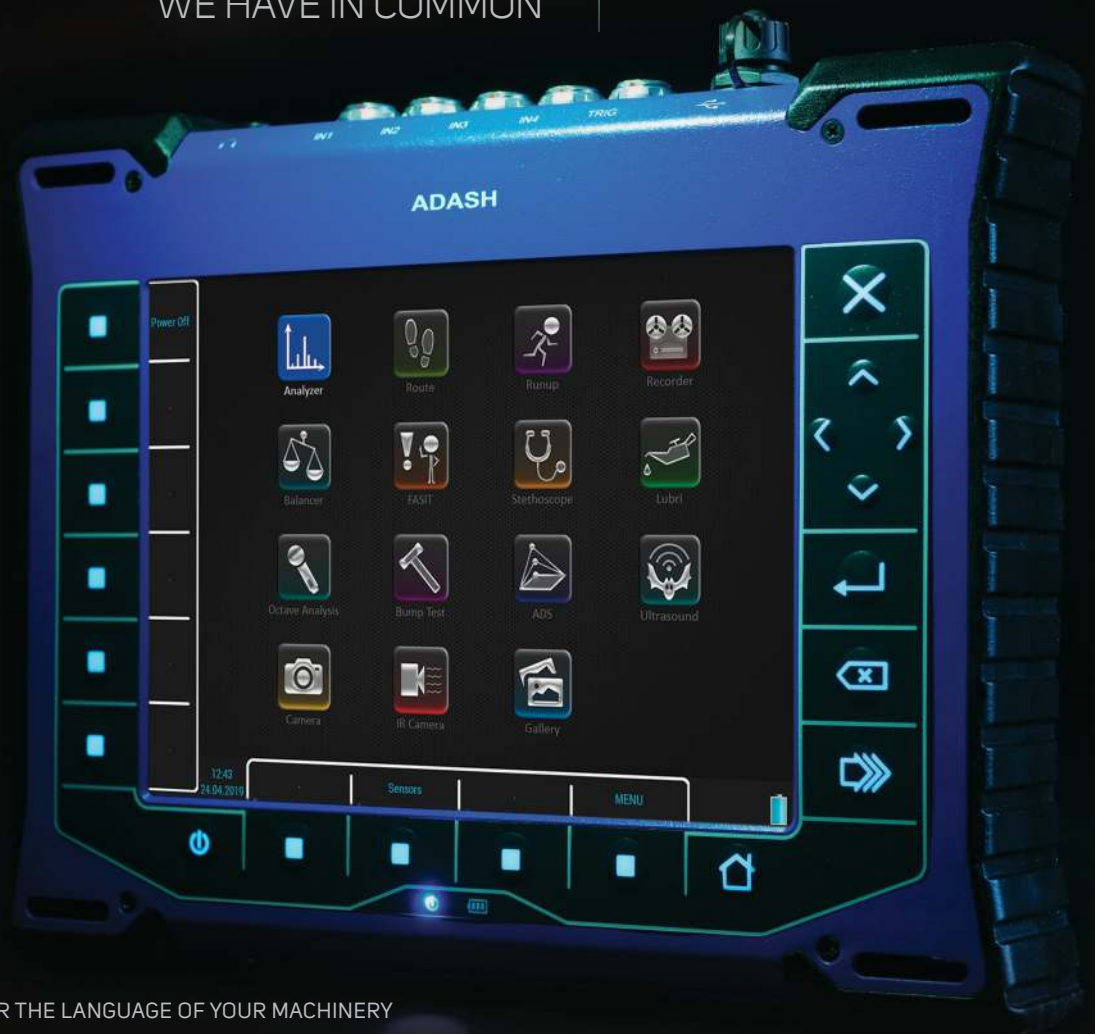 WE HAVE IN COMMON
IN1 IN2 IN3 IN4 TRIG
ADASH
Power Off
Analyzer Route Runup Recorder
Balancer FASIT Stethoscope Lubri
Octave Analysis Bump Test ADS Ultrasound
Camera IR Camera Gallery
12:43
24.04.2019
Sensors MENU
THE LANGUAGE OF YOUR MACHINERY